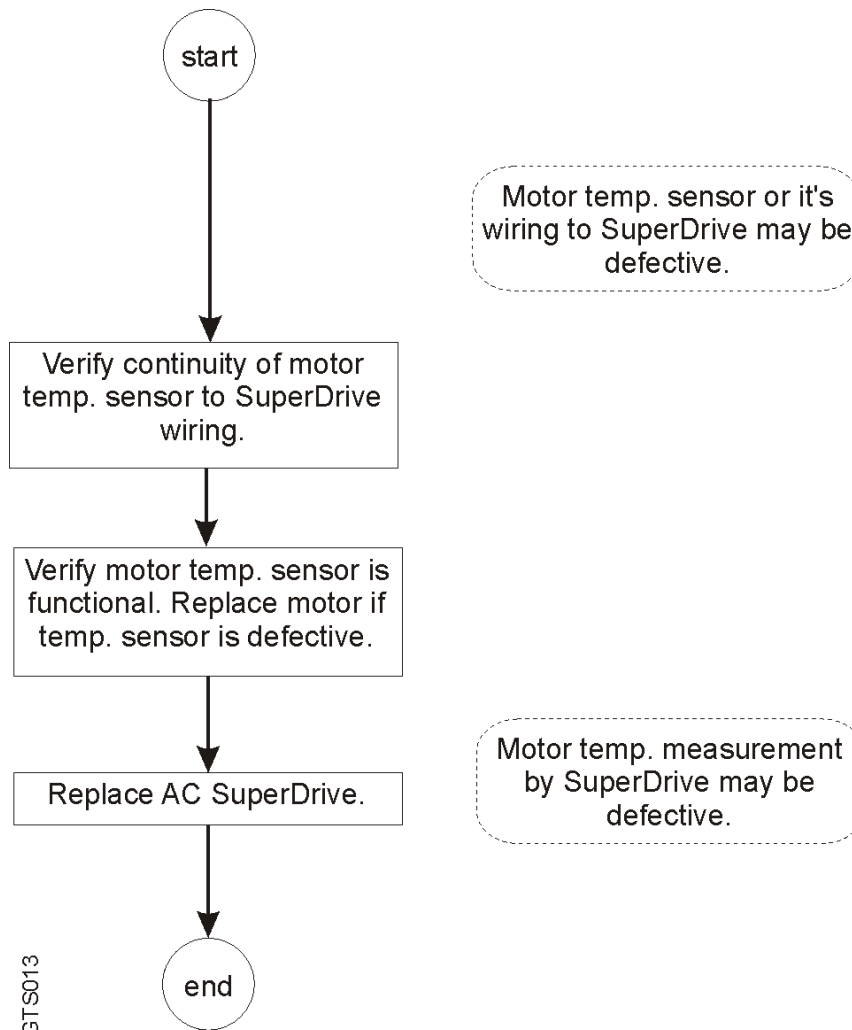 start
Motor temp. sensor or it's
wiring to SuperDrive may be
defective.
Verify continuity of motor
temp. sensor to SuperDrive
wiring.
Verify motor temp. sensor is
functional. Replace motor if
temp. sensor is defective.
Motor temp. measurement
by SuperDrive may be
defective.
Replace AC SuperDrive.
end
GTS013